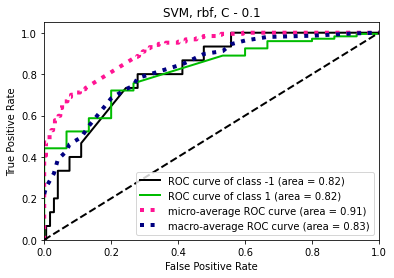 SVM, rbf, C - 0.1
True Positive Rate
1.0
0.8
0.6
0.4
0.2
0.0
ROC curve of class -1 (area = 0.82)
ROC curve of class 1 (area = 0.82)
micro-average ROC curve (area = 0.91)
macro-average ROC curve (area = 0.83)
0.0 0.2 0.4 0.6 0.8 1.0
False Positive Rate